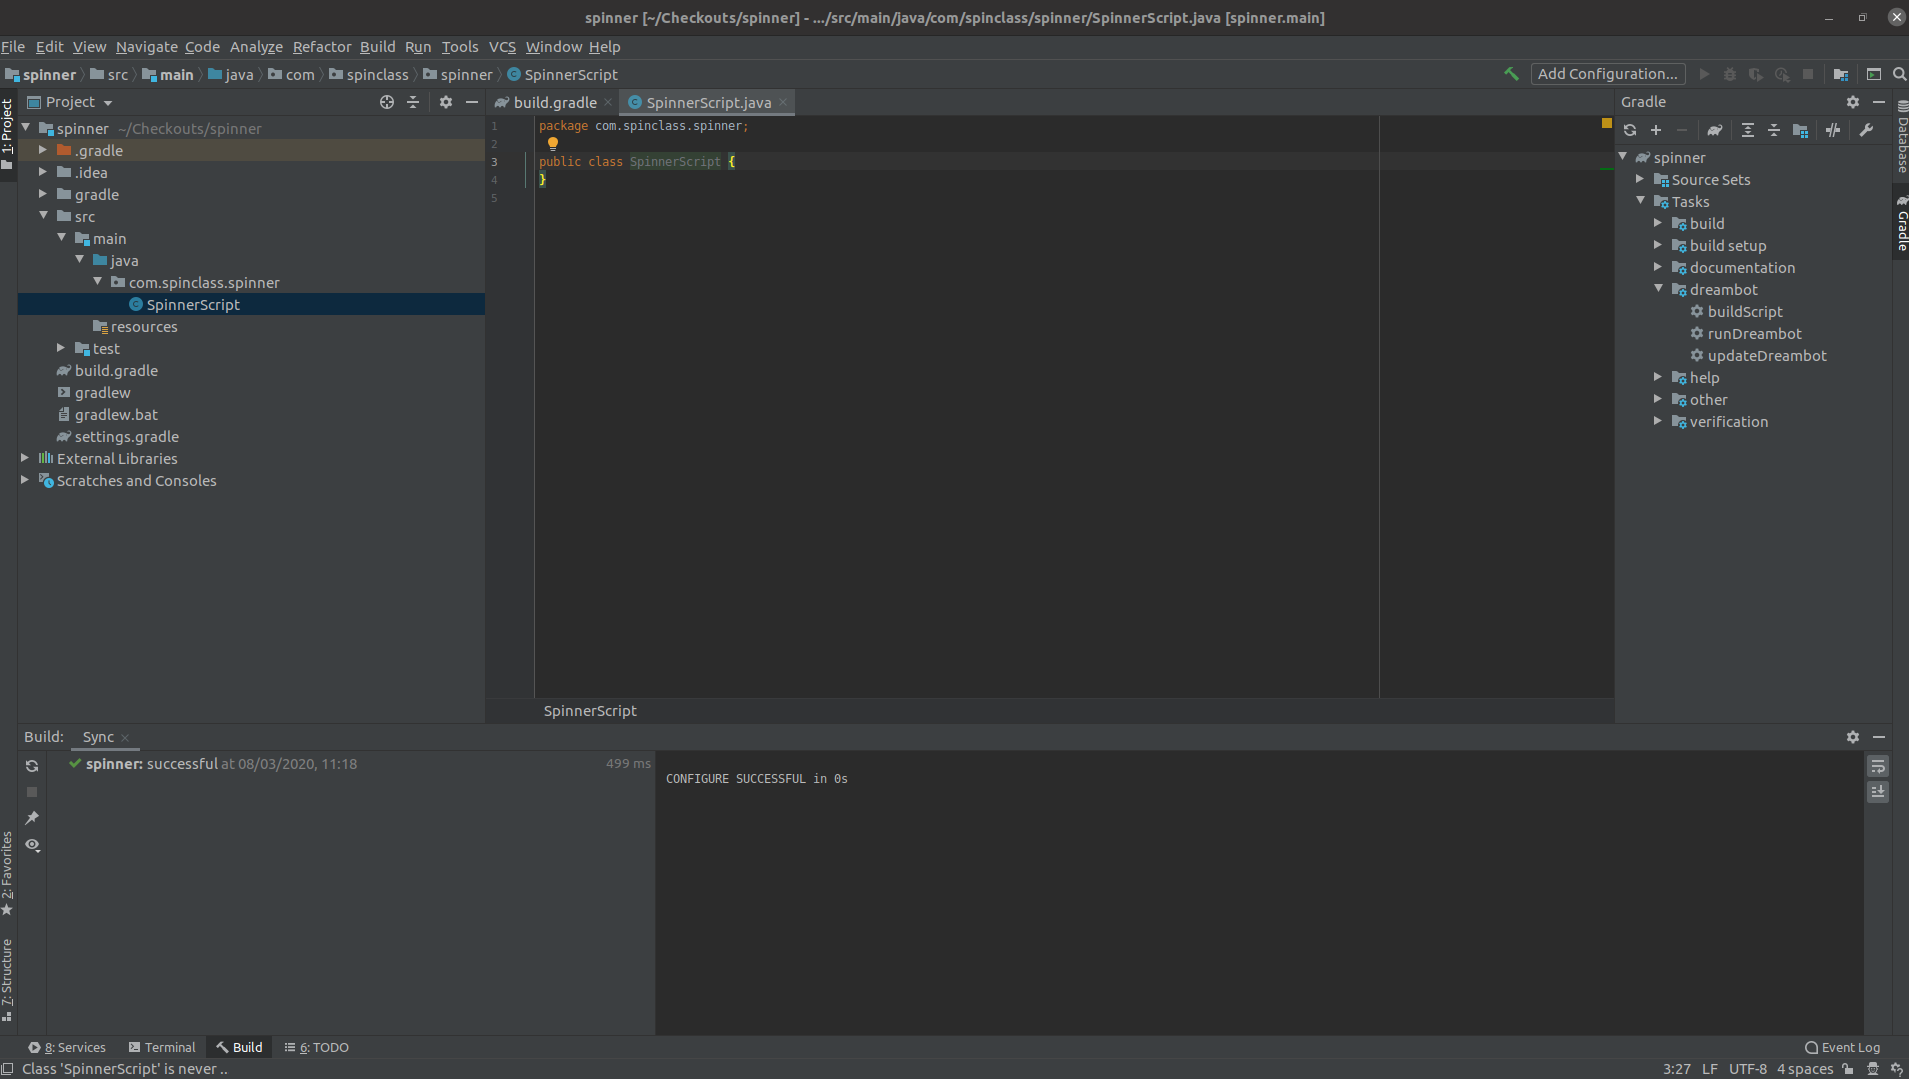 spinner [~/Checkouts/spinner] - .../src/main/java/com/spinclass/spinner/SpinnerScript.java [spinner.main]
File Edit View Navigate Code Analyze Refactor Build Run Tools VCS Window Help
spinner src main java com spinclass spinner SpinnerScript
Add Configuration...
1: Project
Project
spinner ~/Checkouts/spinner
.gradle
.idea
gradle
src
main
java
com.spinclass.spinner
SpinnerScript
resources
test
build.gradle
gradlew
gradlew.bat
settings.gradle
External Libraries
Scratches and Consoles
build.gradle SpinnerScript.java
1 package com.spinclass.spinner;
2
3 public class SpinnerScript {
4 }
5
SpinnerScript
Gradle
spinner
Source Sets
Tasks
build
build setup
documentation
dreambot
buildScript
runDreambot
updateDreambot
help
other
verification
Database
Gradle
Build: Sync
spinner: successful at 08/03/2020, 11:18 499 ms
CONFIGURE SUCCESSFUL in 0s
2: Favorites
7: Structure
8: Services Terminal Build 6: TODO Event Log
Class 'SpinnerScript' is never .. 3:27 LF UTF-8 4 spaces